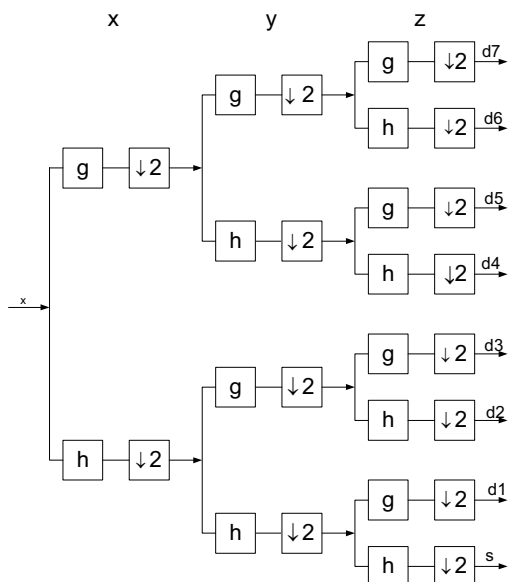 x y z
g ↓2 d7
g ↓2
h ↓2 d6
g ↓2
g ↓2 d5
h ↓2
h ↓2 d4
x
g ↓2 d3
g ↓2
h ↓2 d2
h ↓2
g ↓2 d1
h ↓2
h ↓2 s